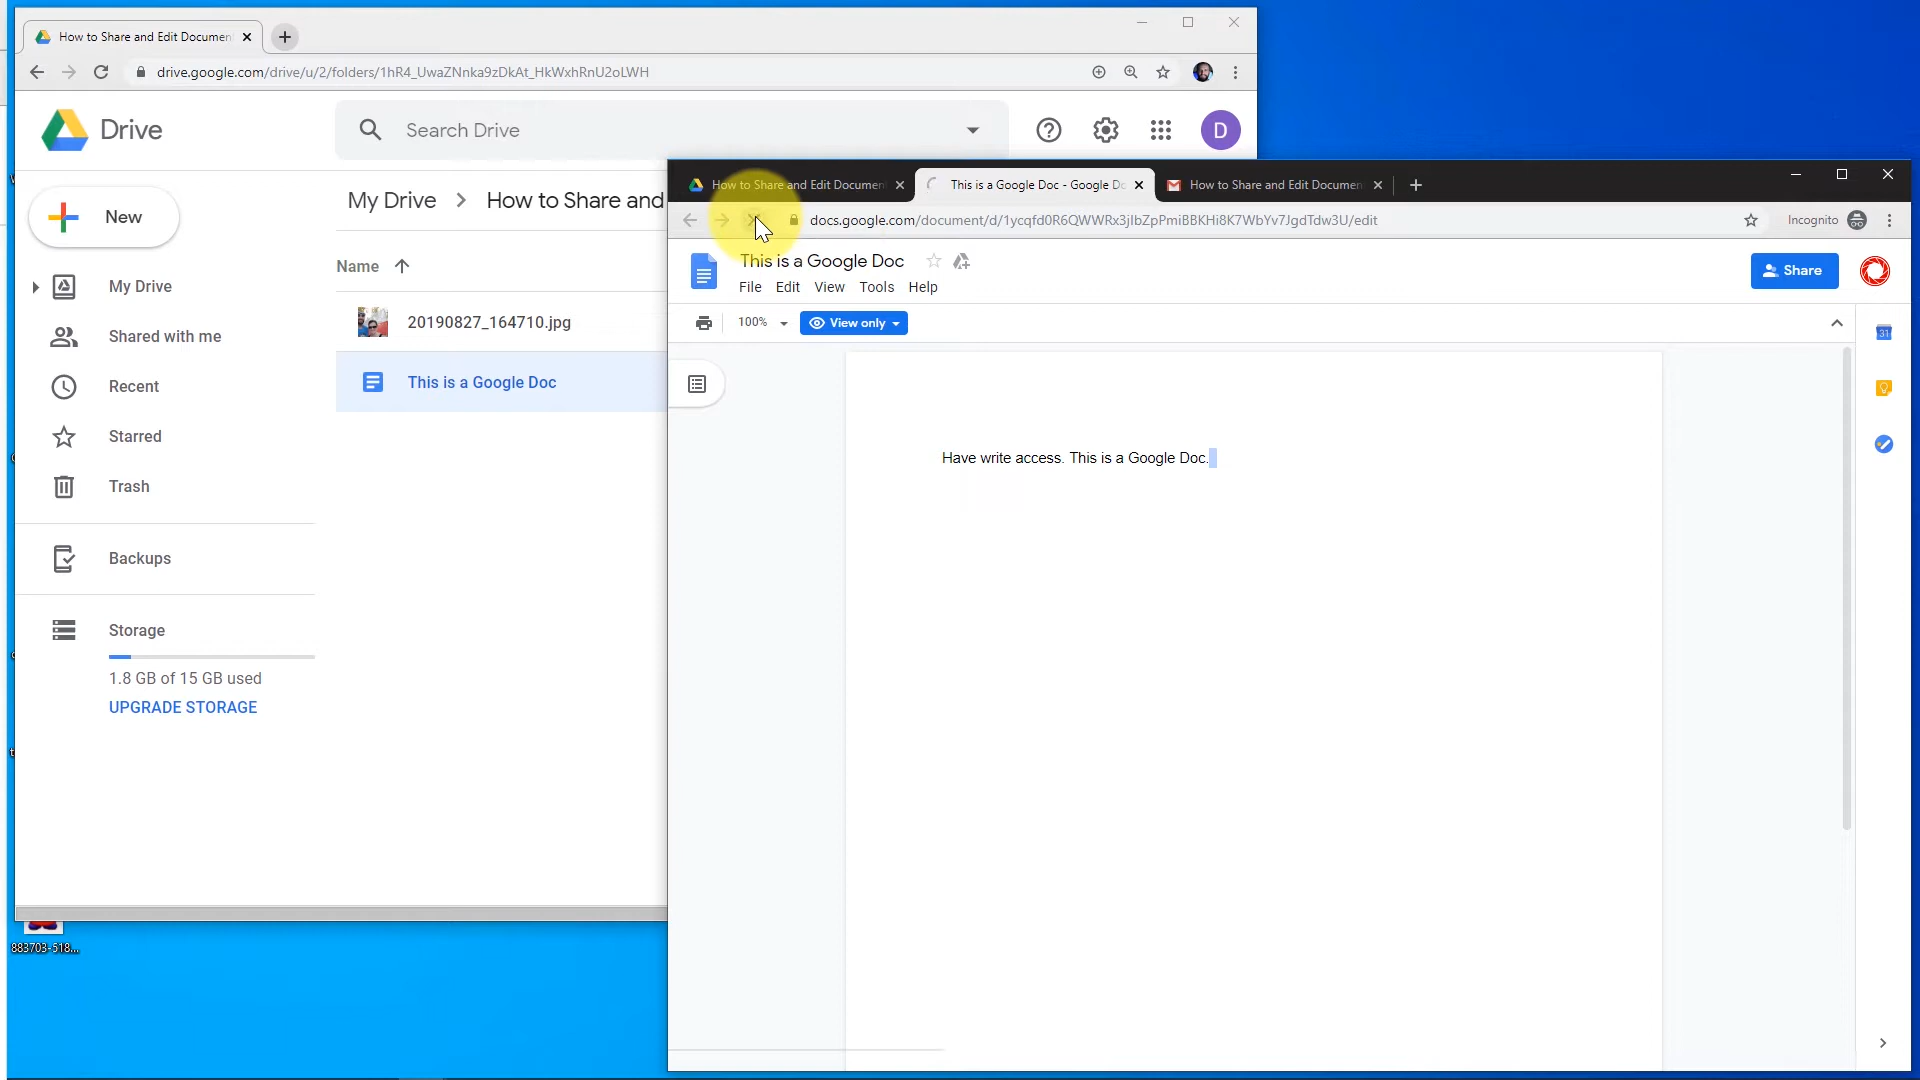 How to Share and Edit Documen
drive.google.com/drive/u/2/folders/1hR4_UwaZNnka9zDkAt_HkWxhRnU2oLWH
Drive
Search Drive
D
New
My Drive
Shared with me
Recent
Starred
Trash
Backups
Storage
1.8 GB of 15 GB used
UPGRADE STORAGE
My Drive > How to Share and
Name
20190827_164710.jpg
This is a Google Doc
How to Share and Edit Documen
This is a Google Doc - Google Do
How to Share and Edit Documen
docs.google.com/document/d/1ycqfd0R6QWWRx3jIbZpPmiBBKHi8K7WbYv7JgdTdw3U/edit
Incognito
This is a Google Doc
File Edit View Tools Help
Share
100%
View only
31
Have write access. This is a Google Doc.
883703-518...